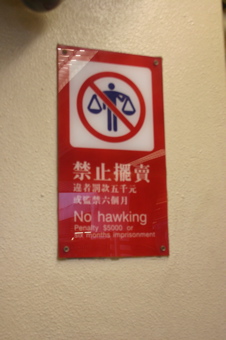 禁止擺賣
違者罰款五千元
或監禁六個月
No hawking
Penalty $5000 or
six months imprisonment